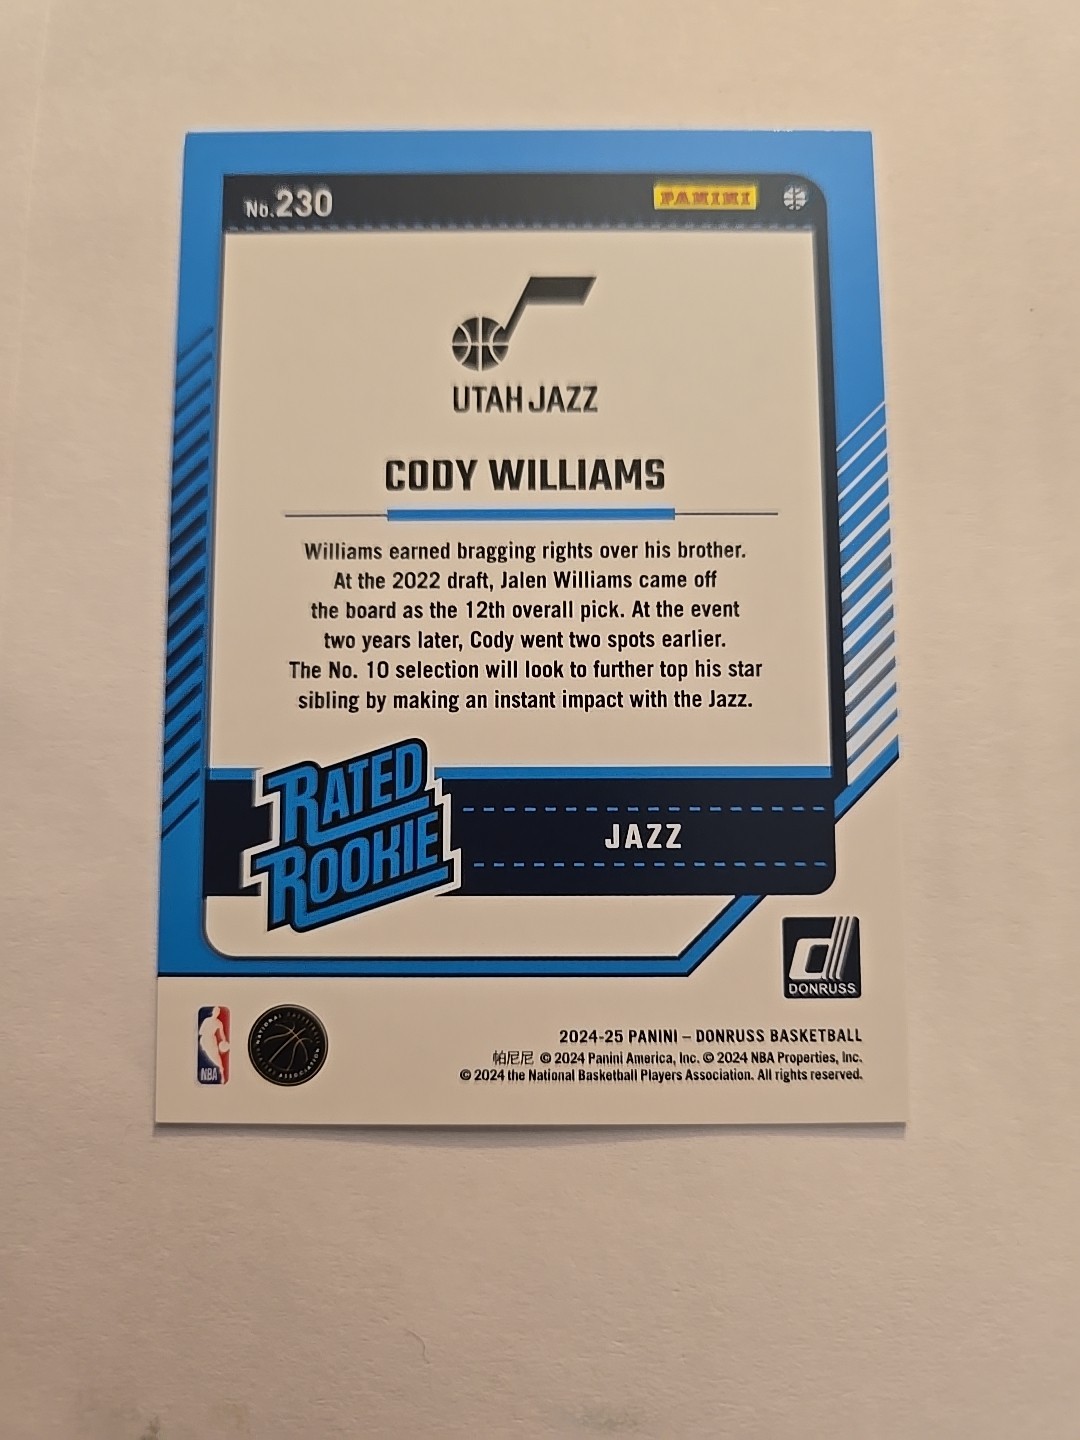 No.230
PANINI
UTAH JAZZ
CODY WILLIAMS
Williams earned bragging rights over his brother.
At the 2022 draft, Jalen Williams came off
the board as the 12th overall pick. At the event
two years later, Cody went two spots earlier.
The No. 10 selection will look to further top his star
sibling by making an instant impact with the Jazz.
RATED
ROOKIE
JAZZ
d
DONRUSS
NBA
NATIONAL BASKETBALL
PLAYERS ASSOCIATION
2024-25 PANINI – DONRUSS BASKETBALL
帕尼尼 © 2024 Panini America, Inc. © 2024 NBA Properties, Inc.
© 2024 the National Basketball Players Association. All rights reserved.